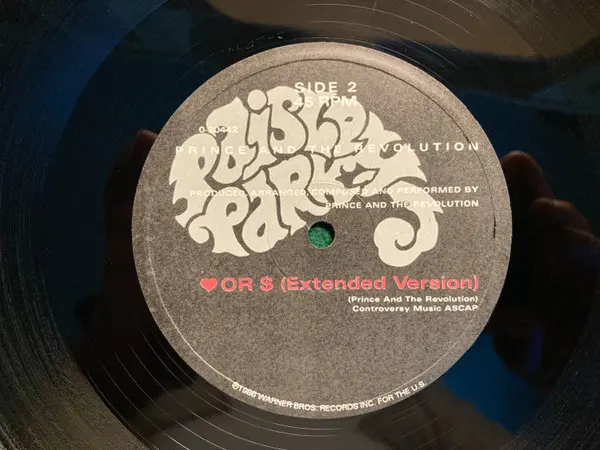 SIDE 2
45 RPM
0-20442
PRINCE AND THE REVOLUTION
PAISLEY
PARK
PRODUCED, ARRANGED, COMPOSED AND PERFORMED BY
PRINCE AND THE REVOLUTION
♥ OR $ (Extended Version)
(Prince And The Revolution)
Controversy Music ASCAP
©1986 WARNER BROS. RECORDS INC. FOR THE U.S.